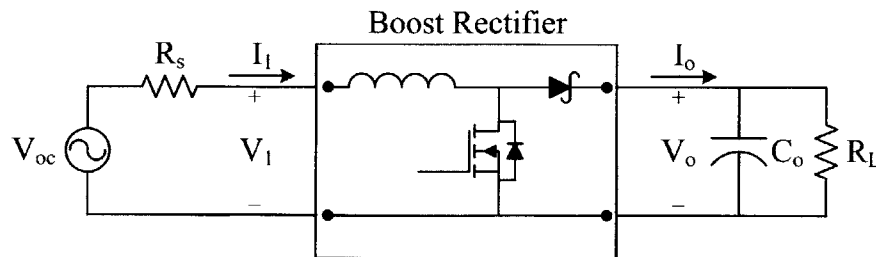 Boost Rectifier
R_s
I_1
I_o
+
+
V_oc
V_1
V_o
C_o
R_L
−
−